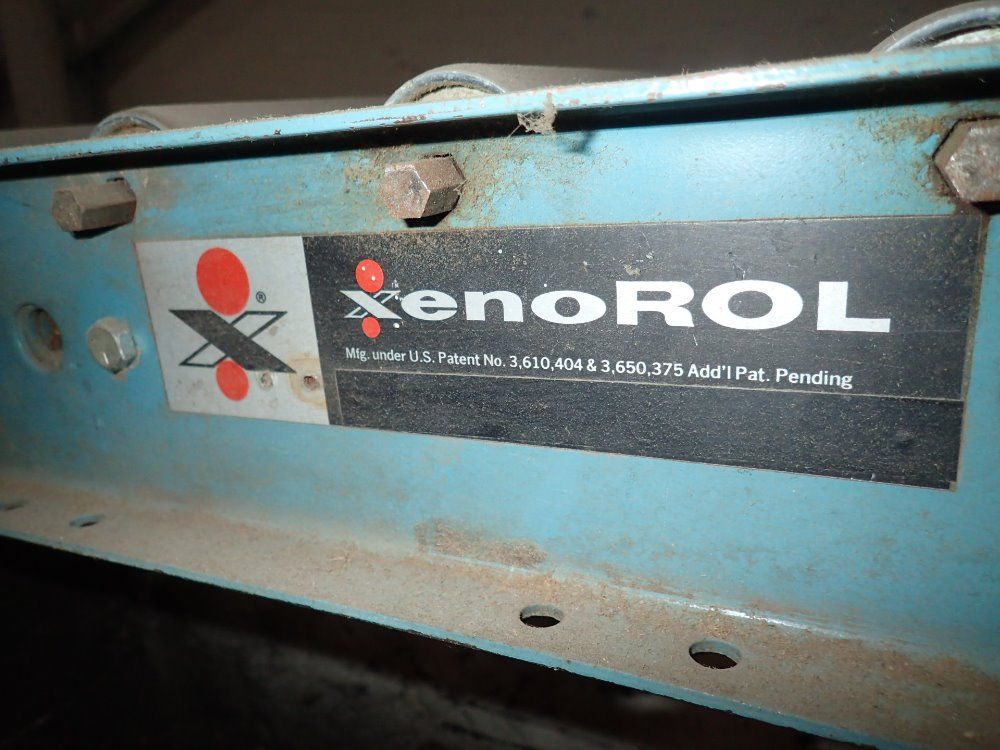 X®
xenoROL
Mfg. under U.S. Patent No. 3,610,404 & 3,650,375 Add'l Pat. Pending